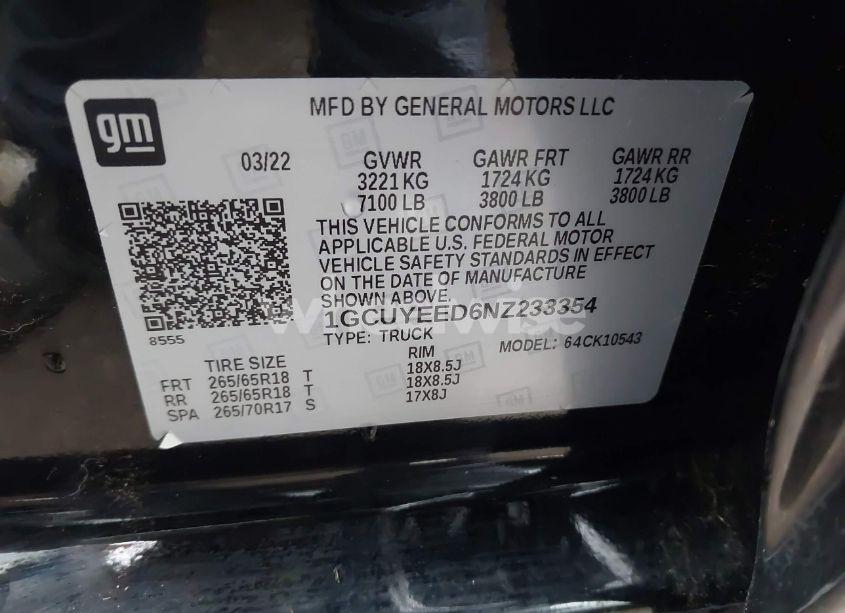 gm
MFD BY GENERAL MOTORS LLC
03/22
GVWR GAWR FRT GAWR RR
3221 KG 1724 KG 1724 KG
7100 LB 3800 LB 3800 LB
THIS VEHICLE CONFORMS TO ALL
APPLICABLE U.S. FEDERAL MOTOR
VEHICLE SAFETY STANDARDS IN EFFECT
ON THE DATE OF MANUFACTURE
SHOWN ABOVE.
1GCUYEED6NZ233354
8555
TYPE: TRUCK MODEL: 64CK10543
TIRE SIZE RIM
FRT 265/65R18 T 18X8.5J
RR 265/65R18 T 18X8.5J
SPA 265/70R17 S 17X8J